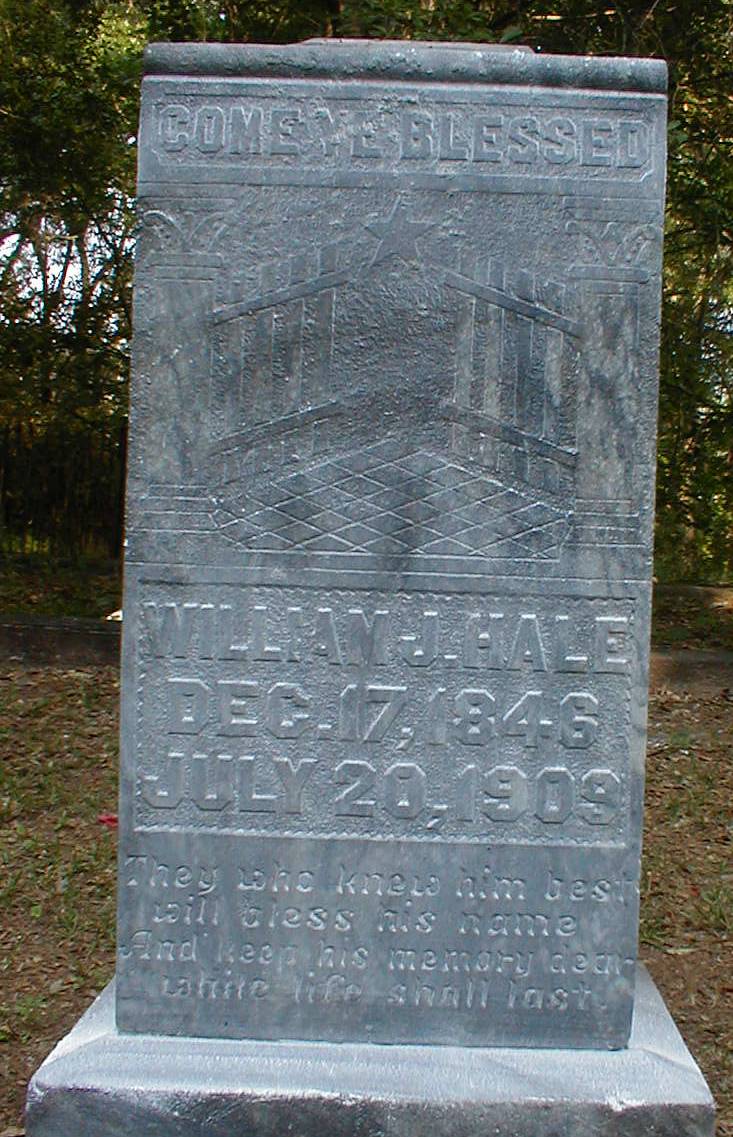 COME YE BLESSED
WILLIAM J. HALE
DEC. 17, 1846
JULY 20, 1909
They who knew him best
will bless his name
And keep his memory dear
while life shall last.